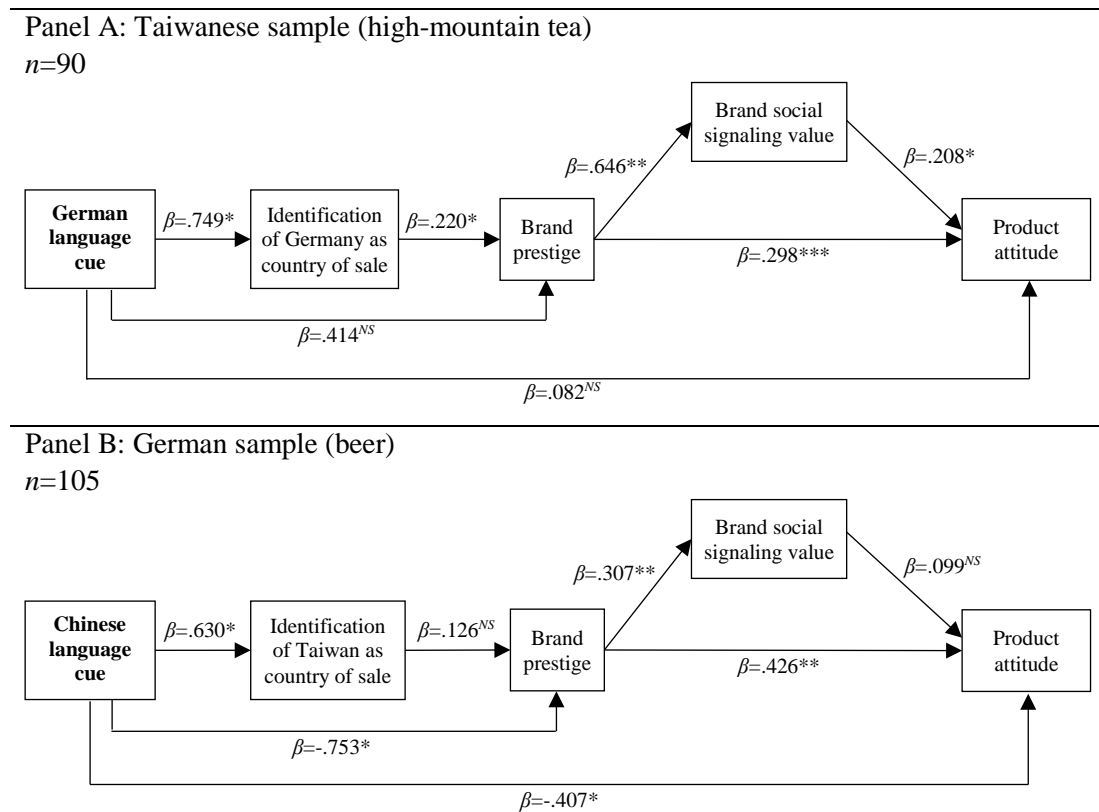 Panel A: Taiwanese sample (high-mountain tea)
n=90
Brand social
signaling value
β=.646**
β=.208*
German
language
cue
β=.749*
Identification
of Germany as
country of sale
β=.220*
Brand
prestige
β=.298***
Product
attitude
β=.414NS
β=.082NS
Panel B: German sample (beer)
n=105
Brand social
signaling value
β=.307**
β=.099NS
Chinese
language
cue
β=.630*
Identification
of Taiwan as
country of sale
β=.126NS
Brand
prestige
β=.426**
Product
attitude
β=-.753*
β=-.407*